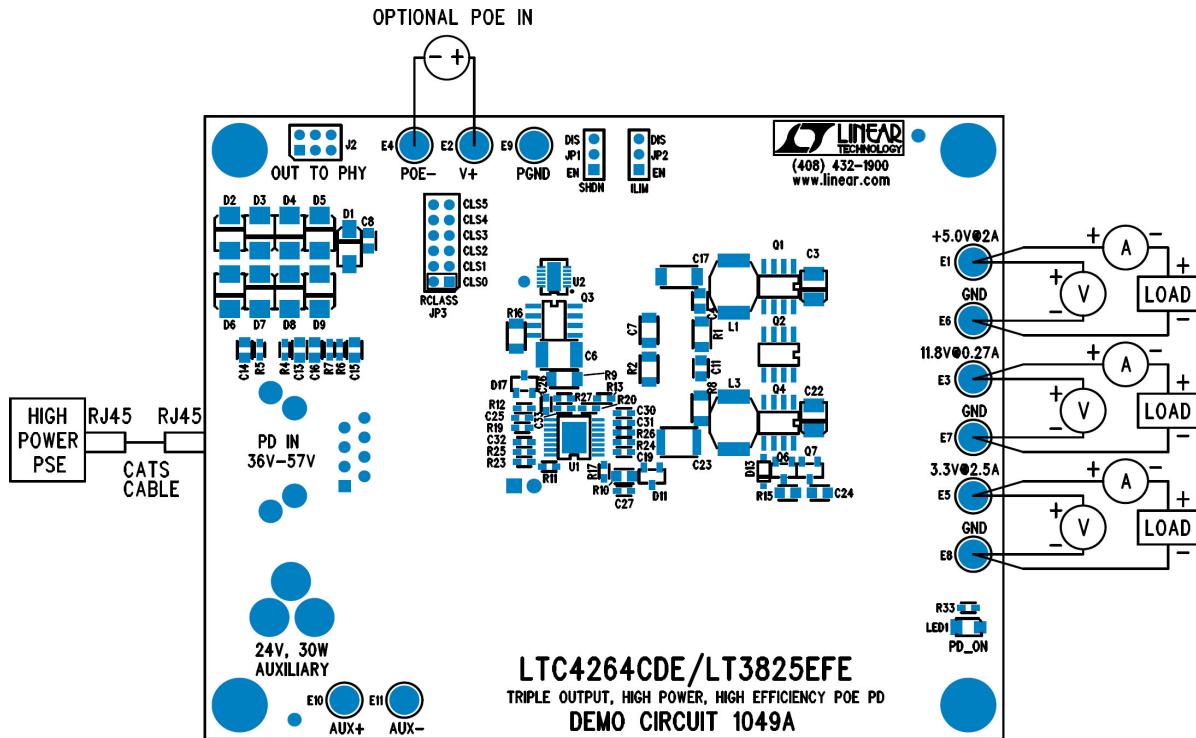 OPTIONAL POE IN
- +
J2
OUT TO PHY
E4
POE-
E2
V+
E9
PGND
DIS
JP1
EN
SHDN
DIS
JP2
EN
ILIM
LINEAR
TECHNOLOGY
(408) 432-1900
www.linear.com
D2
D3
D4
D5
D1
C8
D6
D7
D8
D9
CLS5
CLS4
CLS3
CLS2
CLS1
CLS0
RCLASS
JP3
U2
Q3
R16
C6
C17
C4
Q1
C3
L1
R1
C7
Q2
R2
C11
C14
R5
R4
C13
C16
R7
R6
C15
D17
C26
R9
R13
R27
R20
R12
C25
R19
C32
R25
R23
C33
U1
R11
C30
C31
R26
R24
C19
R17
R10
C27
D11
R8
L3
Q4
C22
C23
D13
Q6
Q7
R15
C24
+5.0V@2A
E1
GND
E6
+ A -
+ V -
+ LOAD -
11.8V@0.27A
E3
GND
E7
+ A -
+ V -
+ LOAD -
3.3V@2.5A
E5
GND
E8
+ A -
+ V -
+ LOAD -
HIGH
POWER
PSE
RJ45
RJ45
CAT5
CABLE
PD IN
36V-57V
24V, 30W
AUXILIARY
E10
AUX+
E11
AUX-
R33
LED1
PD_ON
LTC4264CDE/LT3825EFE
TRIPLE OUTPUT, HIGH POWER, HIGH EFFICIENCY POE PD
DEMO CIRCUIT 1049A